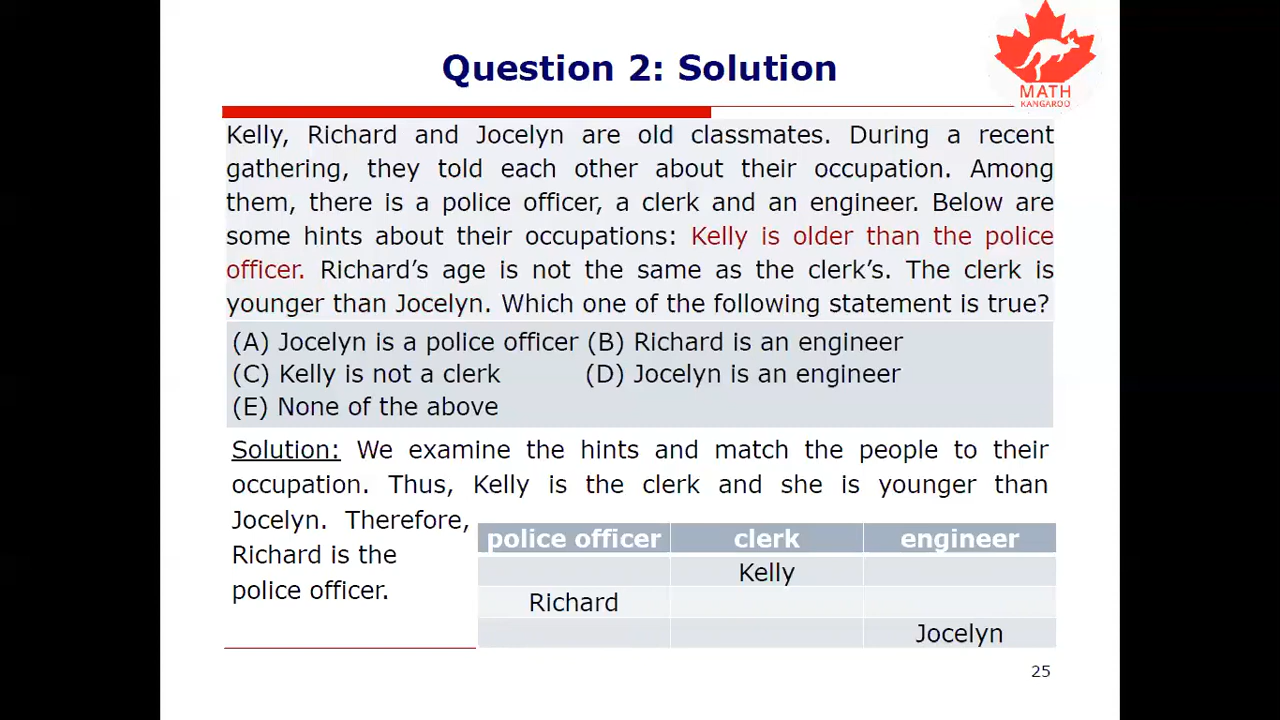 Question 2: Solution
MATH
KANGAROO
Kelly, Richard and Jocelyn are old classmates. During a recent
gathering, they told each other about their occupation. Among
them, there is a police officer, a clerk and an engineer. Below are
some hints about their occupations: Kelly is older than the police
officer. Richard’s age is not the same as the clerk’s. The clerk is
younger than Jocelyn. Which one of the following statement is true?
(A) Jocelyn is a police officer (B) Richard is an engineer
(C) Kelly is not a clerk (D) Jocelyn is an engineer
(E) None of the above
Solution: We examine the hints and match the people to their
occupation. Thus, Kelly is the clerk and she is younger than
Jocelyn. Therefore,
Richard is the
police officer.
police officer clerk engineer
Kelly
Richard
Jocelyn
25